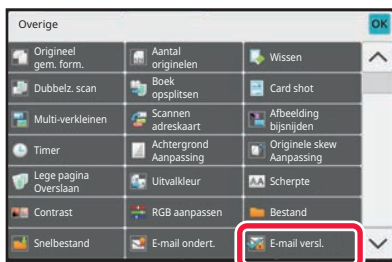 Overige
OK
Origineel
gem. form.
Aantal
originelen
Wissen
Dubbelz. scan
Boek
opsplitsen
Card shot
Multi-verkleinen
Scannen
adreskaart
Afbeelding
bijsnijden
Timer
Achtergrond
Aanpassing
Originele skew
Aanpassing
Lege pagina
Overslaan
Uitvalkleur
AA
Scherpte
Contrast
RGB aanpassen
Bestand
Snelbestand
E-mail ondert.
E-mail versl.